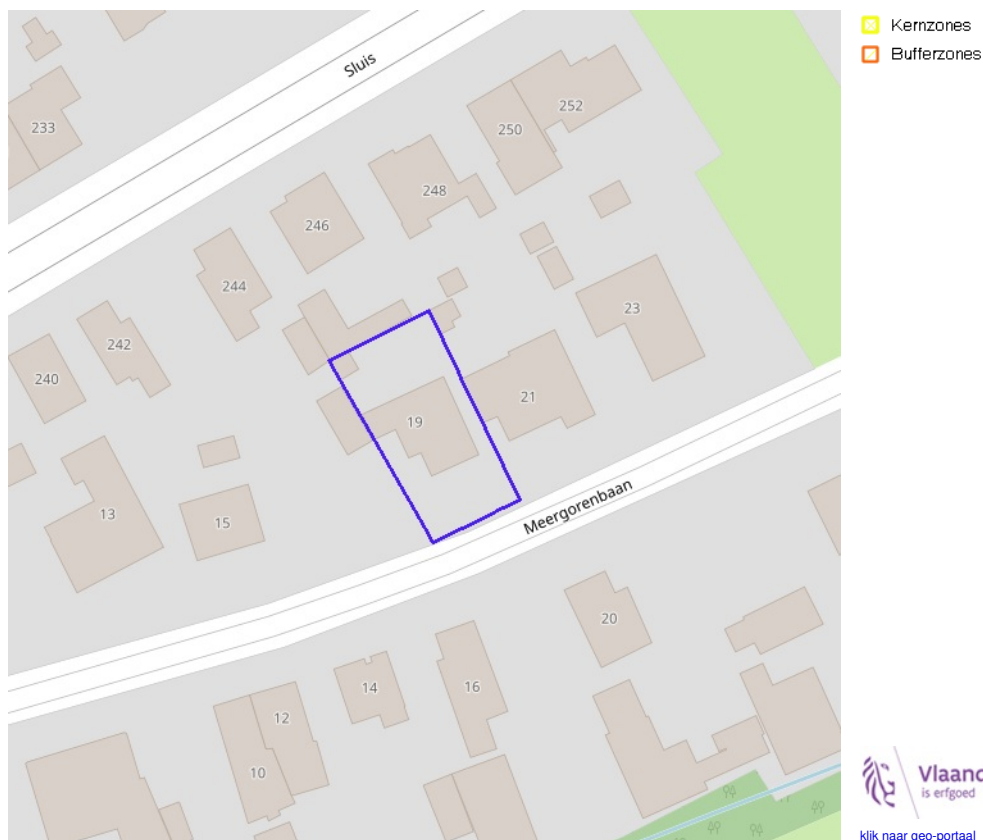 Sluis
252
250
233
248
246
244
242
240
23
21
19
13
15
Meergorenbaan
20
14
16
12
10
Kernzones
Bufferzones
Vlaand
is erfgoed
klik naar geo-portaal